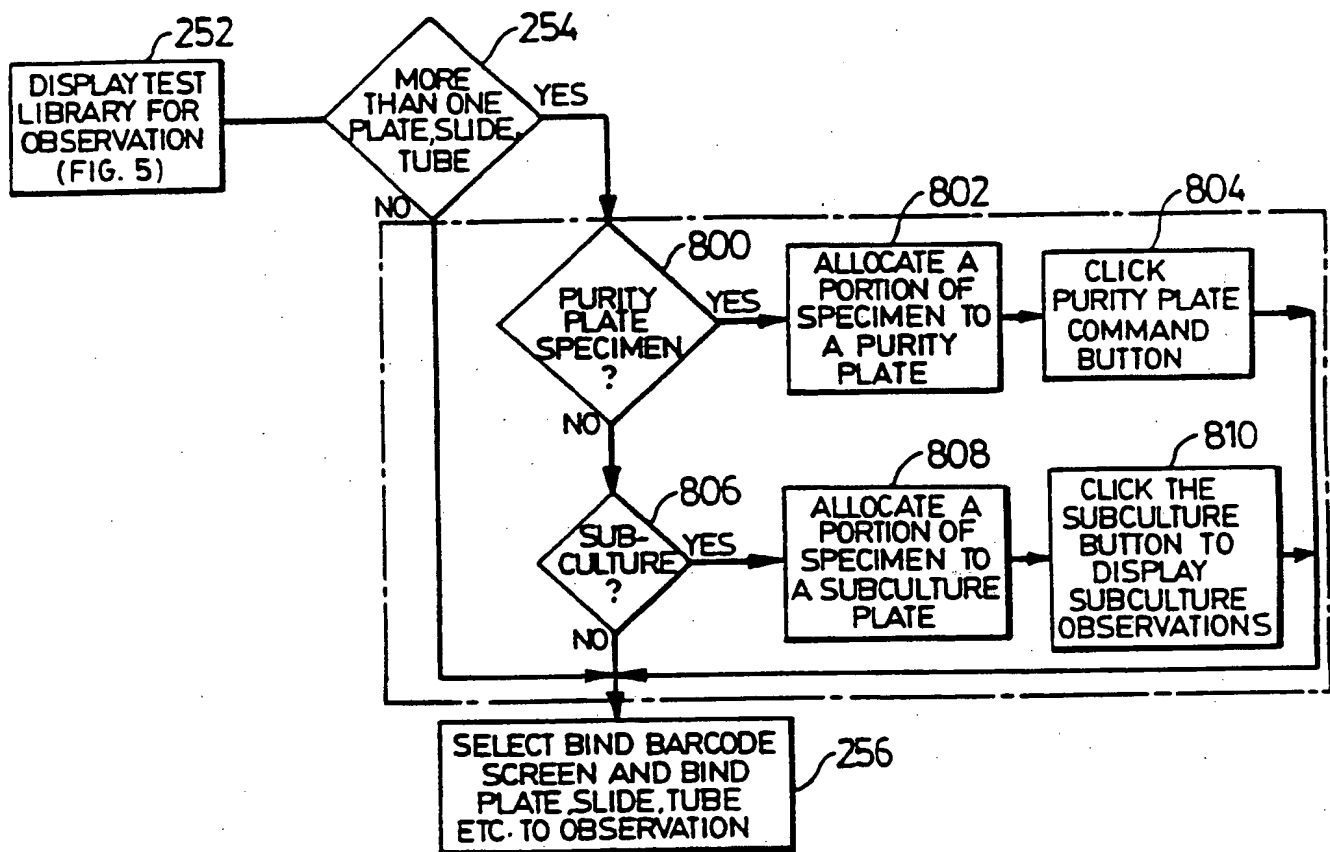 252
DISPLAY TEST
LIBRARY FOR
OBSERVATION
(FIG. 5)
254
MORE
THAN ONE
PLATE, SLIDE,
TUBE
YES
NO
800
PURITY
PLATE
SPECIMEN
?
YES
NO
802
ALLOCATE A
PORTION OF
SPECIMEN TO
A PURITY
PLATE
804
CLICK
PURITY PLATE
COMMAND
BUTTON
806
SUB-
CULTURE
?
YES
NO
808
ALLOCATE A
PORTION OF
SPECIMEN TO
A SUBCULTURE
PLATE
810
CLICK THE
SUBCULTURE
BUTTON TO
DISPLAY
SUBCULTURE
OBSERVATIONS
SELECT BIND BARCODE
SCREEN AND BIND
PLATE, SLIDE, TUBE
ETC. TO OBSERVATION
256